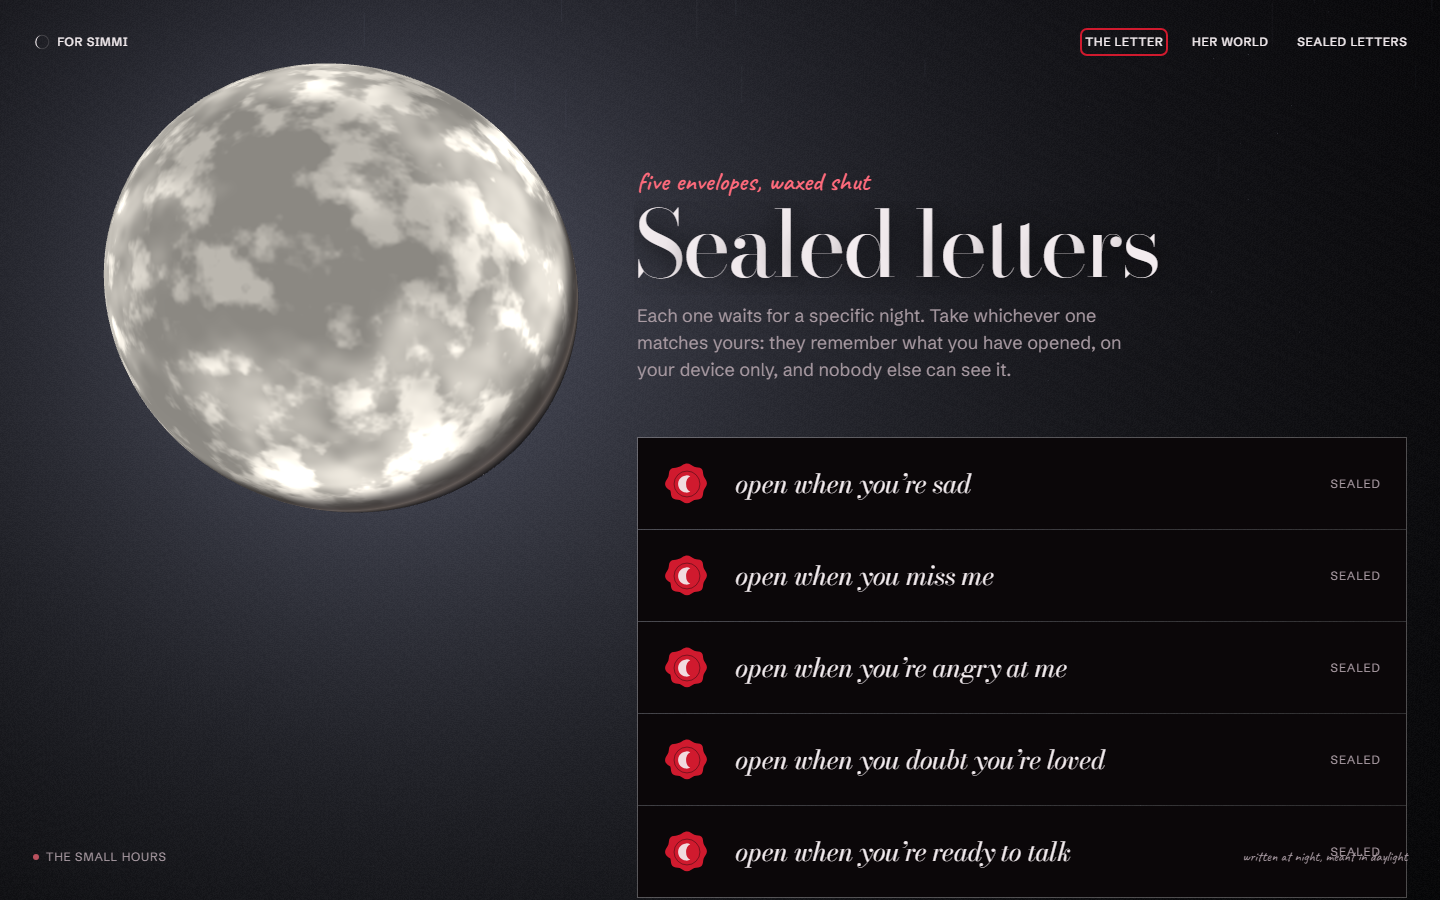 FOR SIMMI
THE LETTER
HER WORLD
SEALED LETTERS
five envelopes, waxed shut
Sealed letters
Each one waits for a specific night. Take whichever one
matches yours: they remember what you have opened, on
your device only, and nobody else can see it.
open when you’re sad
SEALED
open when you miss me
SEALED
open when you’re angry at me
SEALED
open when you doubt you’re loved
SEALED
open when you’re ready to talk
SEALED
THE SMALL HOURS
written at night, meant in daylight